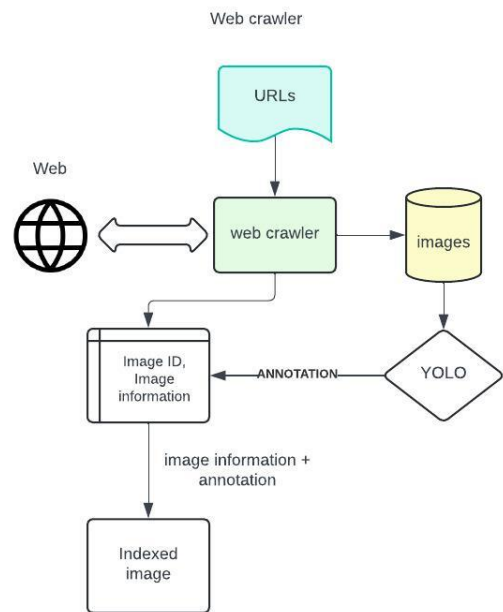 Web crawler
URLs
Web
web crawler
images
Image ID,
Image
information
ANNOTATION
YOLO
image information +
annotation
Indexed
image